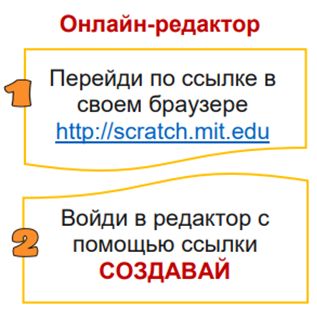 Онлайн-редактор
1
Перейди по ссылке в
своем браузере
http://scratch.mit.edu
2
Войди в редактор с
помощью ссылки
СОЗДАВАЙ